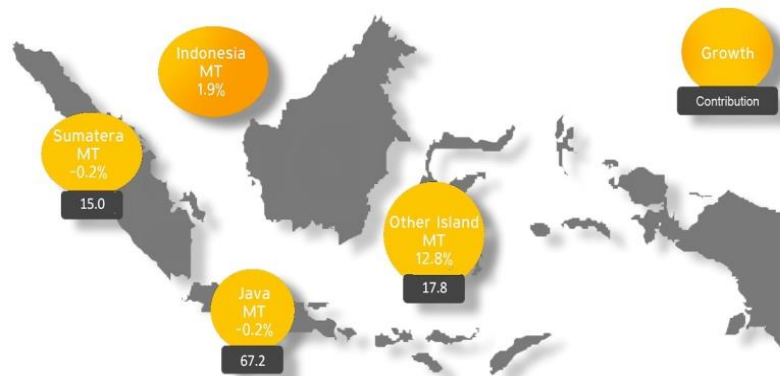 Indonesia
MT
1.9%
Growth
Contribution
Sumatera
MT
-0.2%
15.0
Other Island
MT
12.8%
17.8
Java
MT
-0.2%
67.2